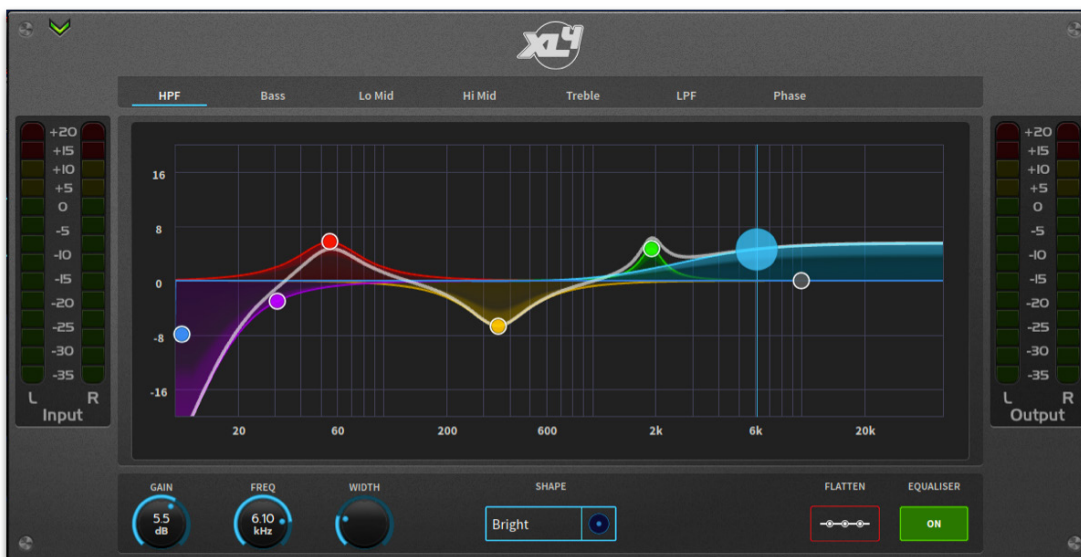 XL4
HPF Bass Lo Mid Hi Mid Treble LPF Phase
+20
+15
+10
+5
0
-5
-10
-15
-20
-25
-30
-35
L R
Input
16
8
0
-8
-16
20 60 200 600 2k 6k 20k
+20
+15
+10
+5
0
-5
-10
-15
-20
-25
-30
-35
L R
Output
GAIN FREQ WIDTH SHAPE FLATTEN EQUALISER
5.5
dB
6.10
kHz
Bright
ON